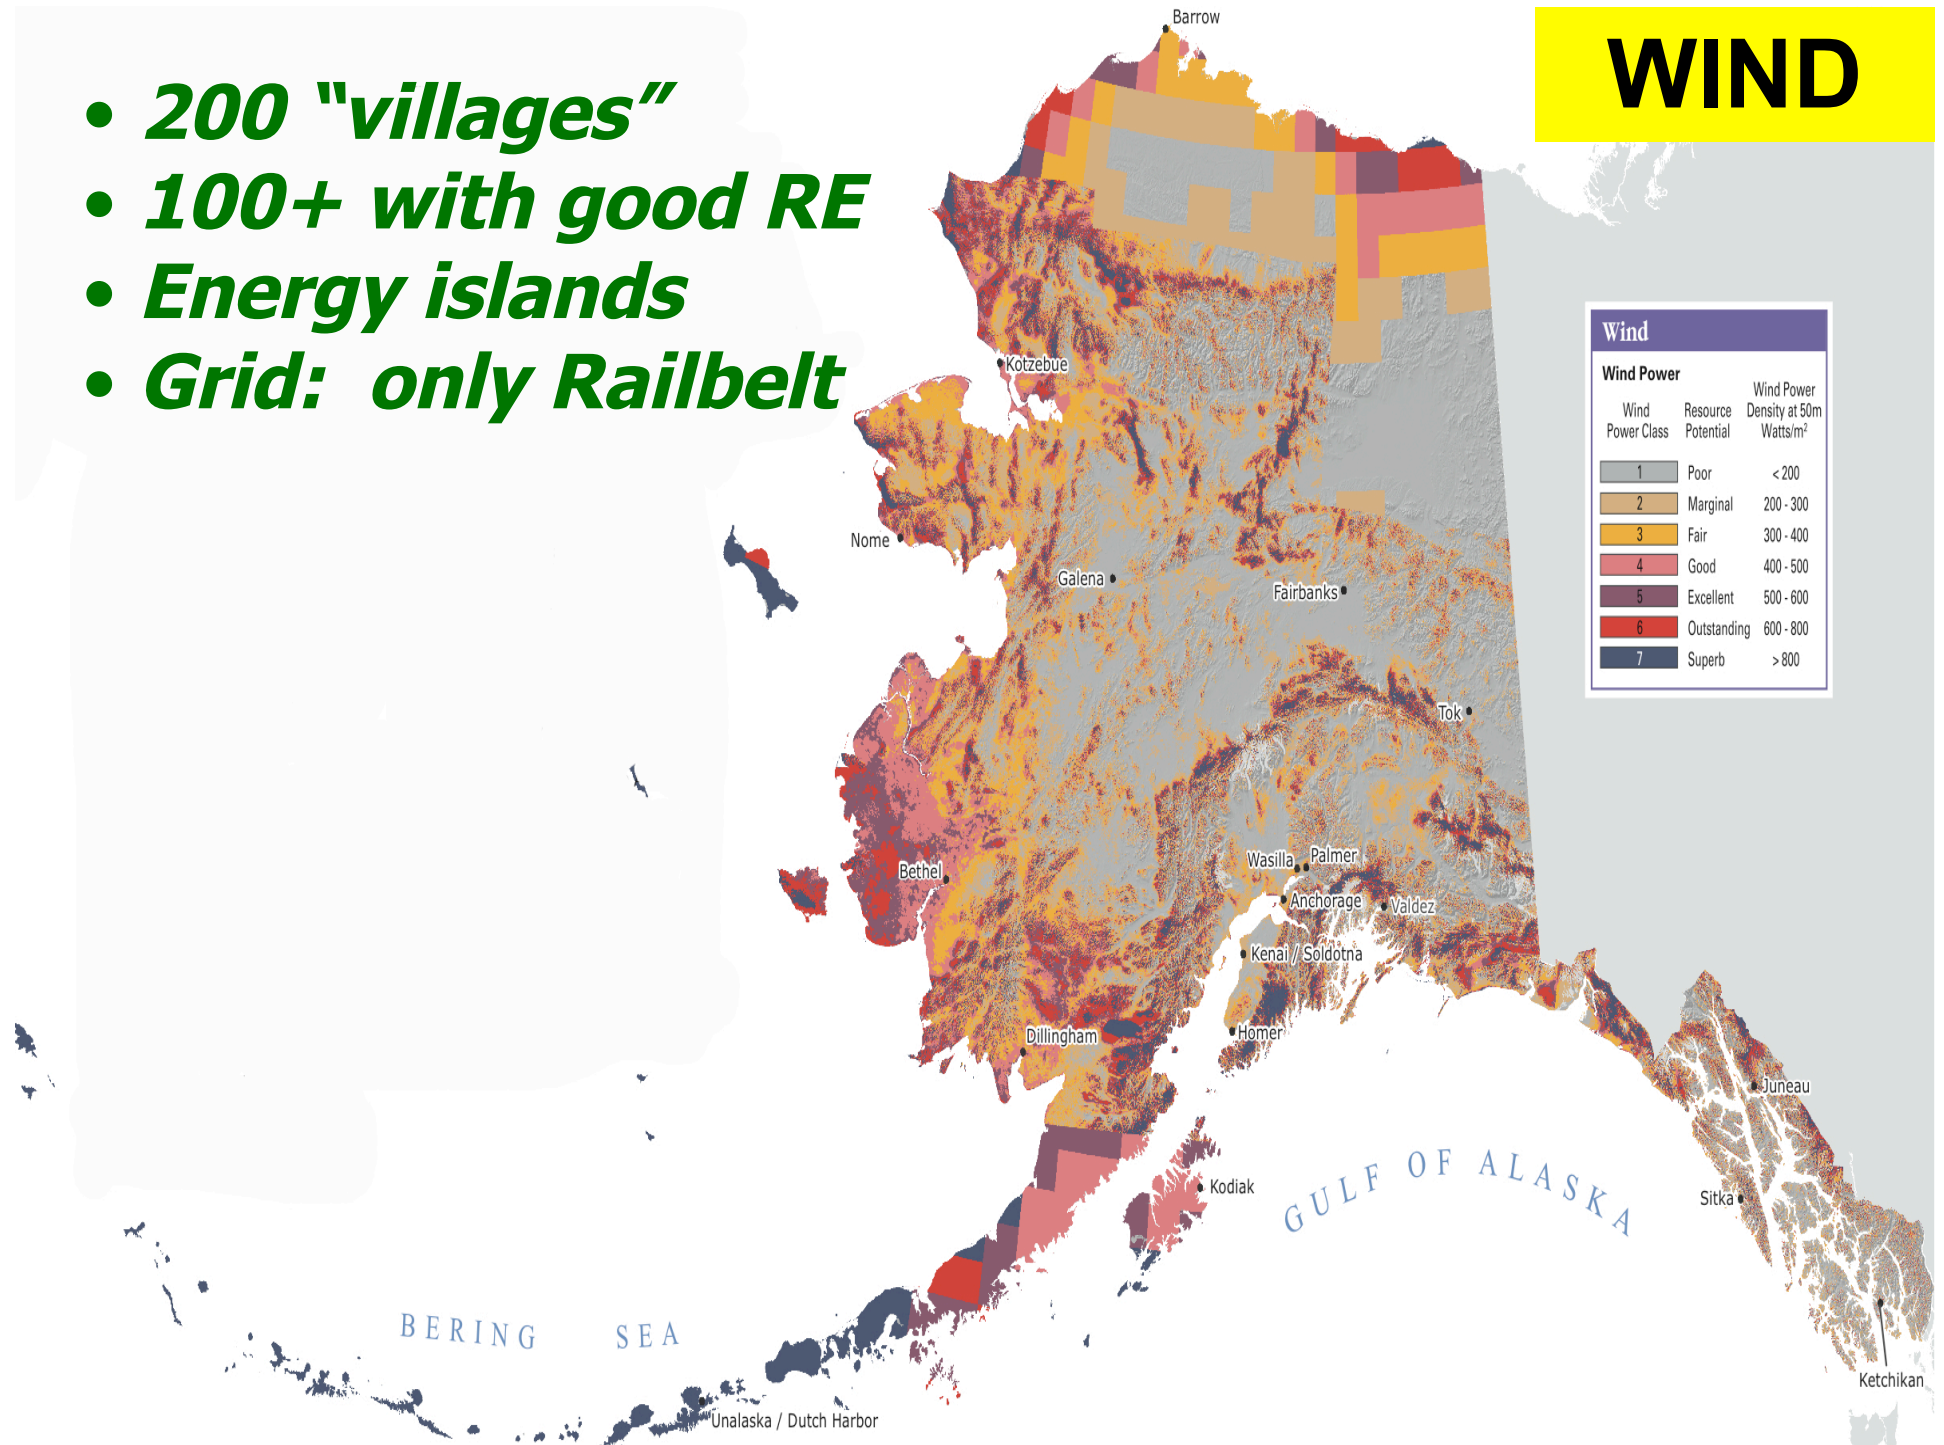 WIND
• 200 “villages”
• 100+ with good RE
• Energy islands
• Grid:  only Railbelt
Barrow
Kotzebue
Nome
Galena
Fairbanks
Tok
Bethel
Wasilla
Palmer
Anchorage
Valdez
Kenai / Soldotna
Homer
Dillingham
Juneau
Kodiak
Sitka
Ketchikan
Unalaska / Dutch Harbor
GULF OF ALASKA
BERING SEA
Wind
Wind Power
Wind Power Class
Resource Potential
Wind Power Density at 50m Watts/m²
1 Poor < 200
2 Marginal 200 - 300
3 Fair 300 - 400
4 Good 400 - 500
5 Excellent 500 - 600
6 Outstanding 600 - 800
7 Superb > 800